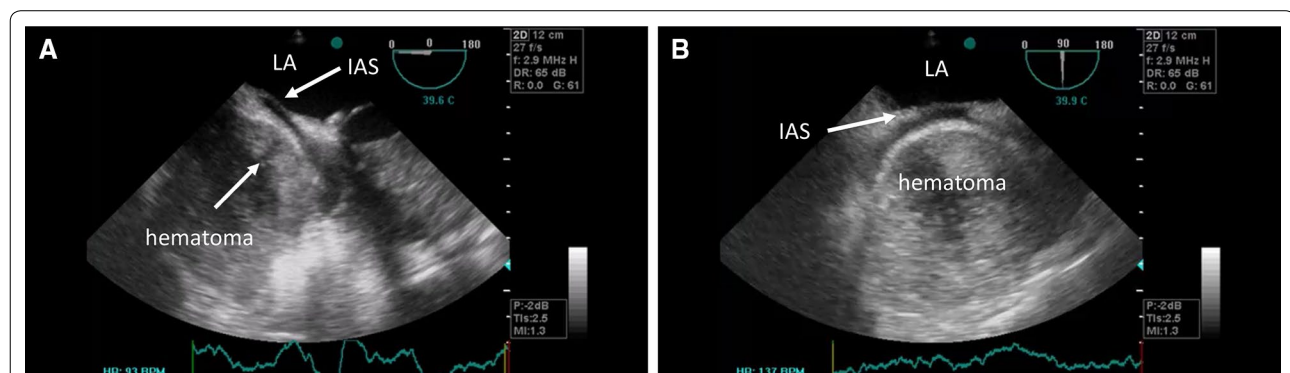 A
LA
IAS
hematoma
0 0 180
39.6 C
2D 12 cm
27 f/s
f: 2.9 MHz H
DR: 65 dB
R: 0.0 G: 61
P:-2dB
TIs:2.5
MI:1.3
HR: 93 BPM
B
LA
IAS
hematoma
0 90 180
39.9 C
2D 12 cm
27 f/s
f: 2.9 MHz H
DR: 65 dB
R: 0.0 G: 61
P:-2dB
TIs:2.5
MI:1.3
HR: 137 BPM